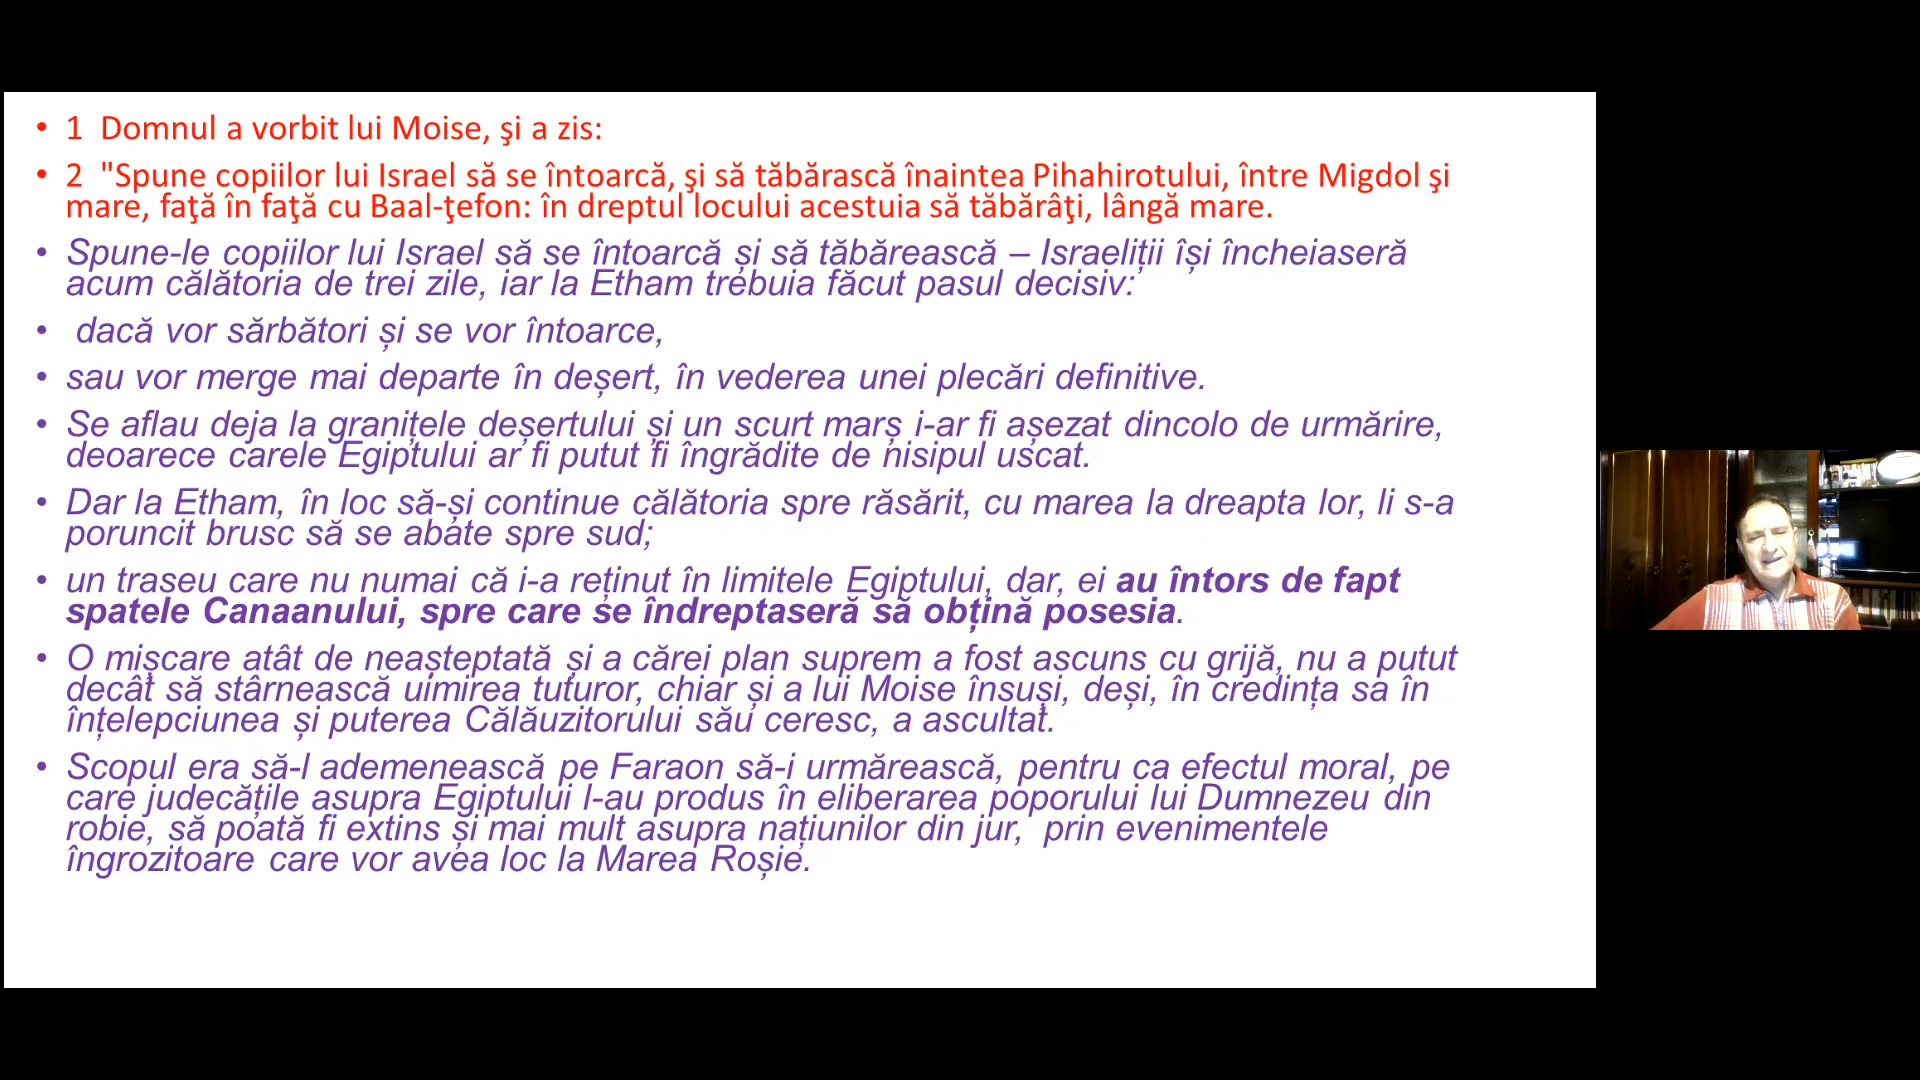 • 1 Domnul a vorbit lui Moise, şi a zis:
• 2 "Spune copiilor lui Israel să se întoarcă, şi să tăbărască înaintea Pihahirotului, între Migdol şi
mare, faţă în faţă cu Baal-ţefon: în dreptul locului acestuia să tăbărâţi, lângă mare.
• Spune-le copiilor lui Israel să se întoarcă și să tăbărească – Israeliții își încheiaseră
acum călătoria de trei zile, iar la Etham trebuia făcut pasul decisiv:
• dacă vor sărbători și se vor întoarce,
• sau vor merge mai departe în deșert, în vederea unei plecări definitive.
• Se aflau deja la granițele deșertului și un scurt marș i-ar fi așezat dincolo de urmărire,
deoarece carele Egiptului ar fi putut fi îngrădite de nisipul uscat.
• Dar la Etham, în loc să-și continue călătoria spre răsărit, cu marea la dreapta lor, li s-a
poruncit brusc să se abate spre sud;
• un traseu care nu numai că i-a reținut în limitele Egiptului, dar, ei au întors de fapt
spatele Canaanului, spre care se îndreptaseră să obțină posesia.
• O mișcare atât de neașteptată și a cărei plan suprem a fost ascuns cu grijă, nu a putut
decât să stârnească uimirea tuturor, chiar și a lui Moise însuși, deși, în credința sa în
înțelepciunea și puterea Călăuzitorului său ceresc, a ascultat.
• Scopul era să-l ademenească pe Faraon să-i urmărească, pentru ca efectul moral, pe
care judecățile asupra Egiptului l-au produs în eliberarea poporului lui Dumnezeu din
robie, să poată fi extins și mai mult asupra națiunilor din jur, prin evenimentele
îngrozitoare care vor avea loc la Marea Roșie.